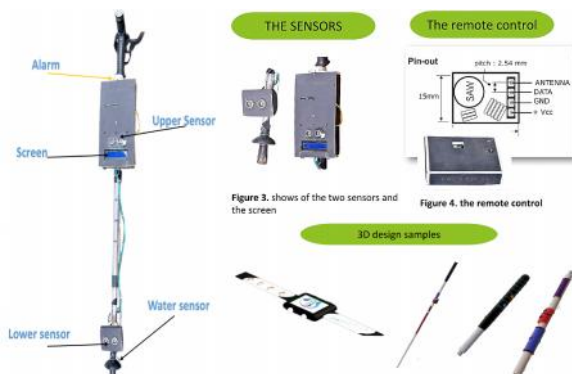 Alarm
Upper Sensor
Screen
Water sensor
Lower sensor
THE SENSORS
Figure 3. shows of the two sensors and
the screen
The remote control
Pin-out
pitch : 2.54 mm
SAW
15mm
ANTENNA
DATA
GND
+ Vcc
Figure 4. the remote control
3D design samples